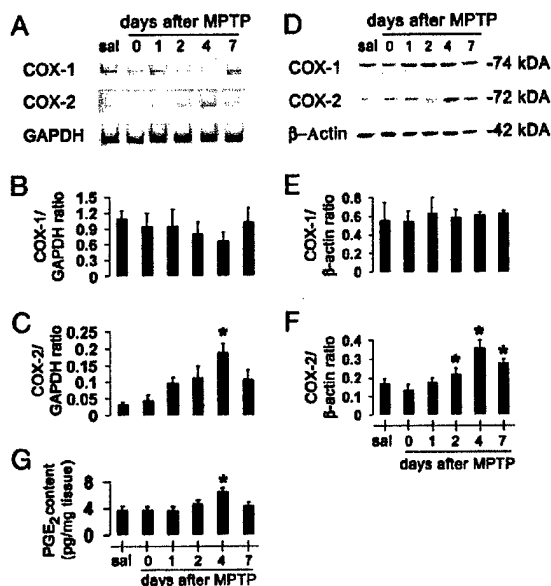 A
days after MPTP
sal 0 1 2 4 7
COX-1
COX-2
GAPDH
D
days after MPTP
sal 0 1 2 4 7
COX-1 -74 kDA
COX-2 -72 kDA
β-Actin -42 kDA
B
COX-1/
GAPDH ratio
1.5
1.2
0.9
0.6
0.3
0
C
COX-2/
GAPDH ratio
0.25
0.2
0.15
0.1
0.05
0
*
G
PGE2 content
(pg/mg tissue)
8
4
0
*
sal 0 1 2 4 7
days after MPTP
E
COX-1/
β-actin ratio
0.8
0.6
0.4
0.2
0
F
COX-2/
β-actin ratio
0.4
0.3
0.2
0.1
0
* * *
sal 0 1 2 4 7
days after MPTP